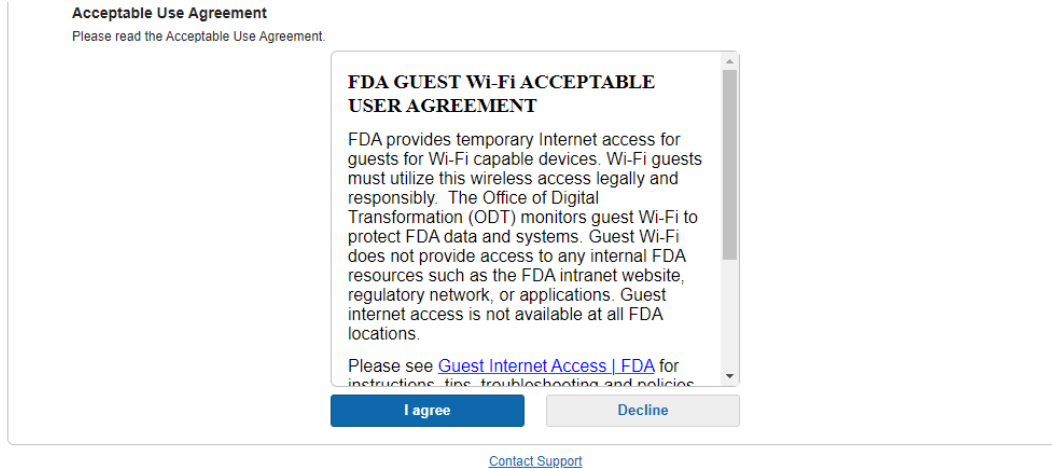 Acceptable Use Agreement
Please read the Acceptable Use Agreement.
FDA GUEST Wi-Fi ACCEPTABLE
USER AGREEMENT
FDA provides temporary Internet access for
guests for Wi-Fi capable devices. Wi-Fi guests
must utilize this wireless access legally and
responsibly.  The Office of Digital
Transformation (ODT) monitors guest Wi-Fi to
protect FDA data and systems. Guest Wi-Fi
does not provide access to any internal FDA
resources such as the FDA intranet website,
regulatory network, or applications. Guest
internet access is not available at all FDA
locations.
Please see Guest Internet Access | FDA for
instructions, tips, troubleshooting and policies
I agree
Decline
Contact Support